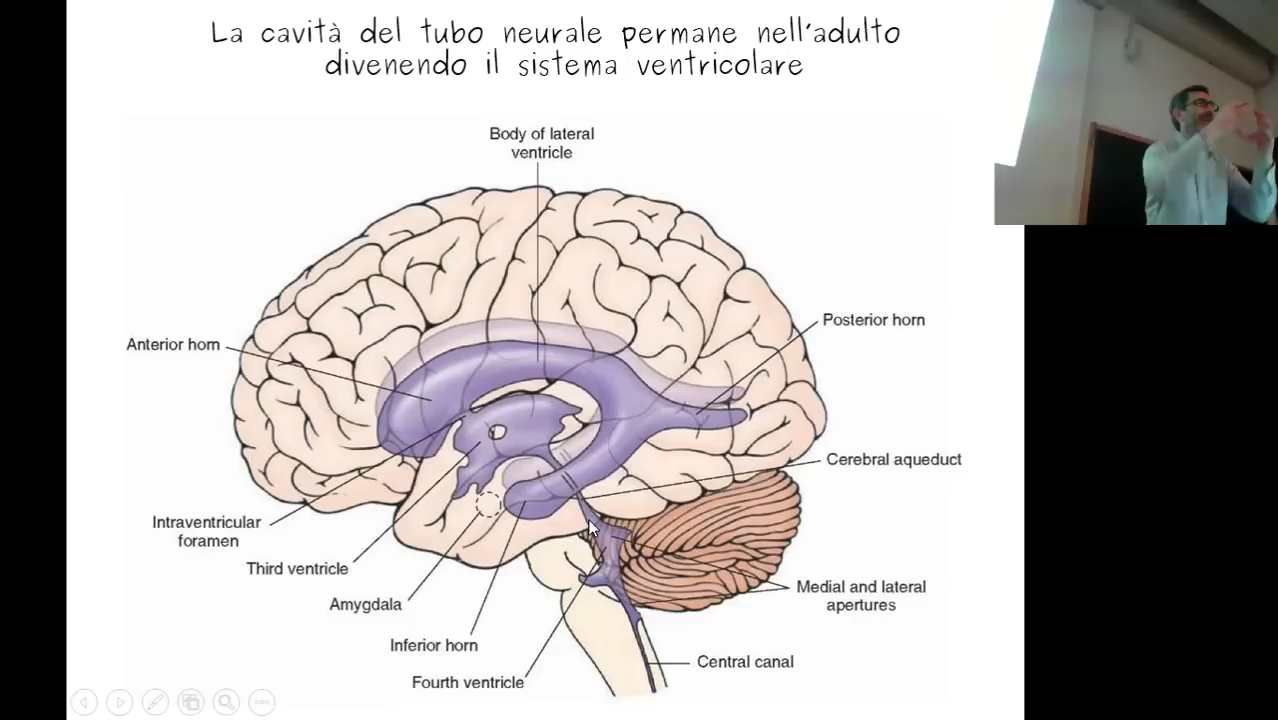 La cavità del tubo neurale permane nell'adulto
divenendo il sistema ventricolare
Body of lateral
ventricle
Posterior horn
Anterior horn
Cerebral aqueduct
Intraventricular
foramen
Third ventricle
Medial and lateral
apertures
Amygdala
Inferior horn
Central canal
Fourth ventricle